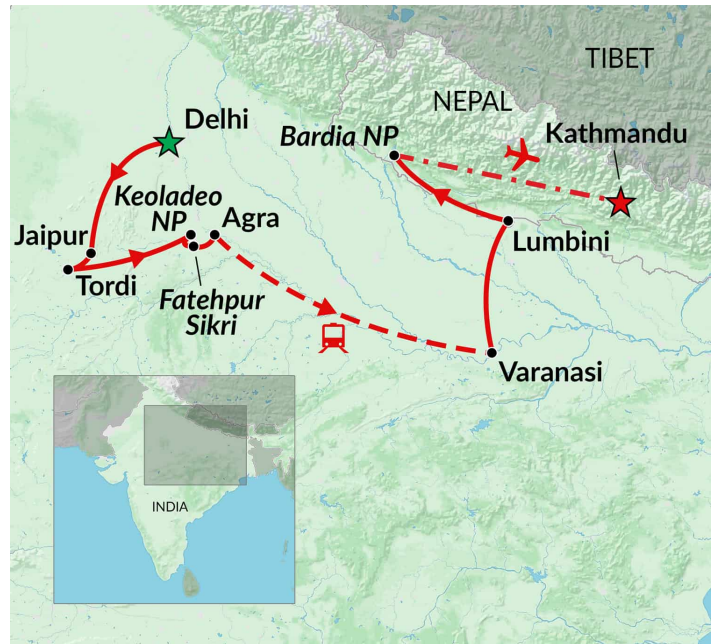 TIBET
NEPAL
Delhi
Bardia NP
Kathmandu
Keoladeo
NP
Agra
Jaipur
Lumbini
Tordi
Fatehpur
Sikri
Varanasi
INDIA